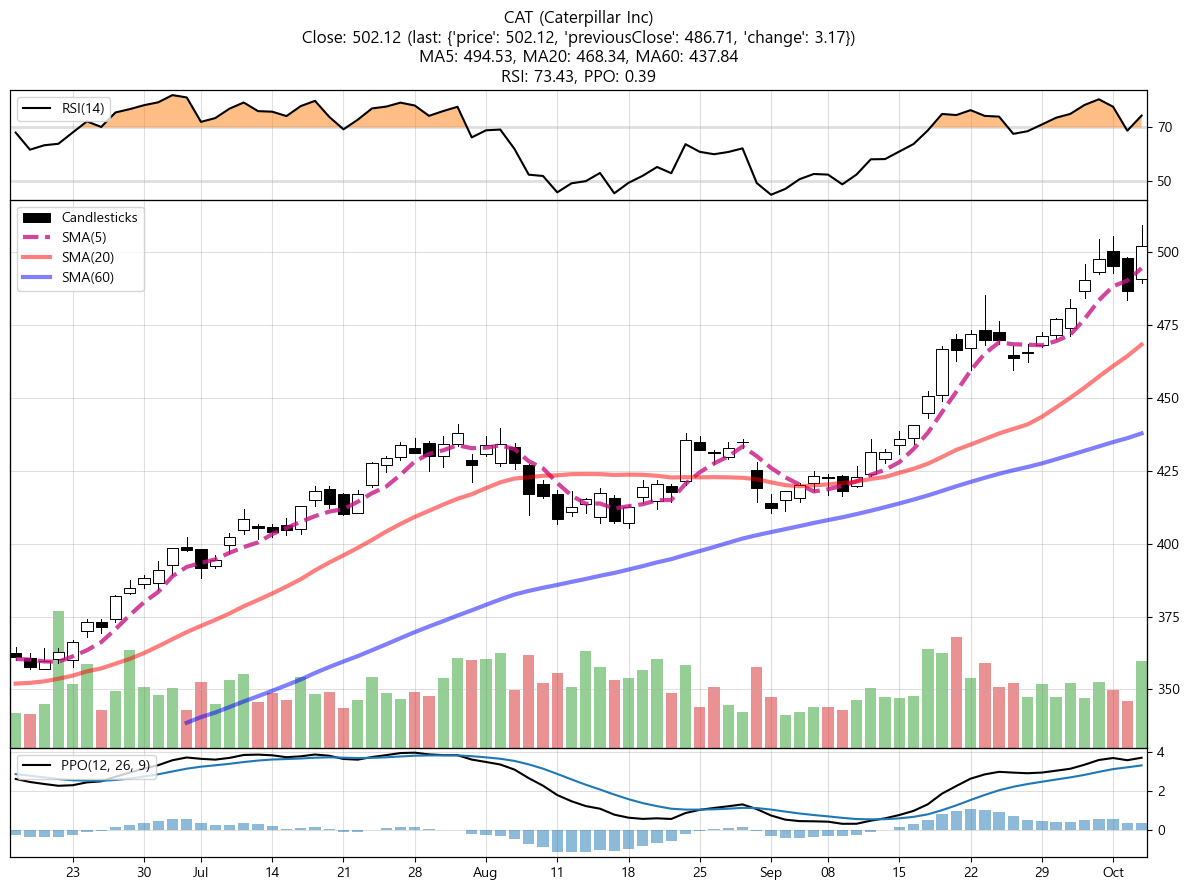 CAT (Caterpillar Inc)
Close: 502.12 (last: {'price': 502.12, 'previousClose': 486.71, 'change': 3.17})
MA5: 494.53, MA20: 468.34, MA60: 437.84
RSI: 73.43, PPO: 0.39
RSI(14)
70
50
Candlesticks
SMA(5)
SMA(20)
SMA(60)
500
475
450
425
400
375
350
PPO(12, 26, 9)
4
2
0
23 30 Jul 14 21 28 Aug 11 18 25 Sep 08 15 22 29 Oct